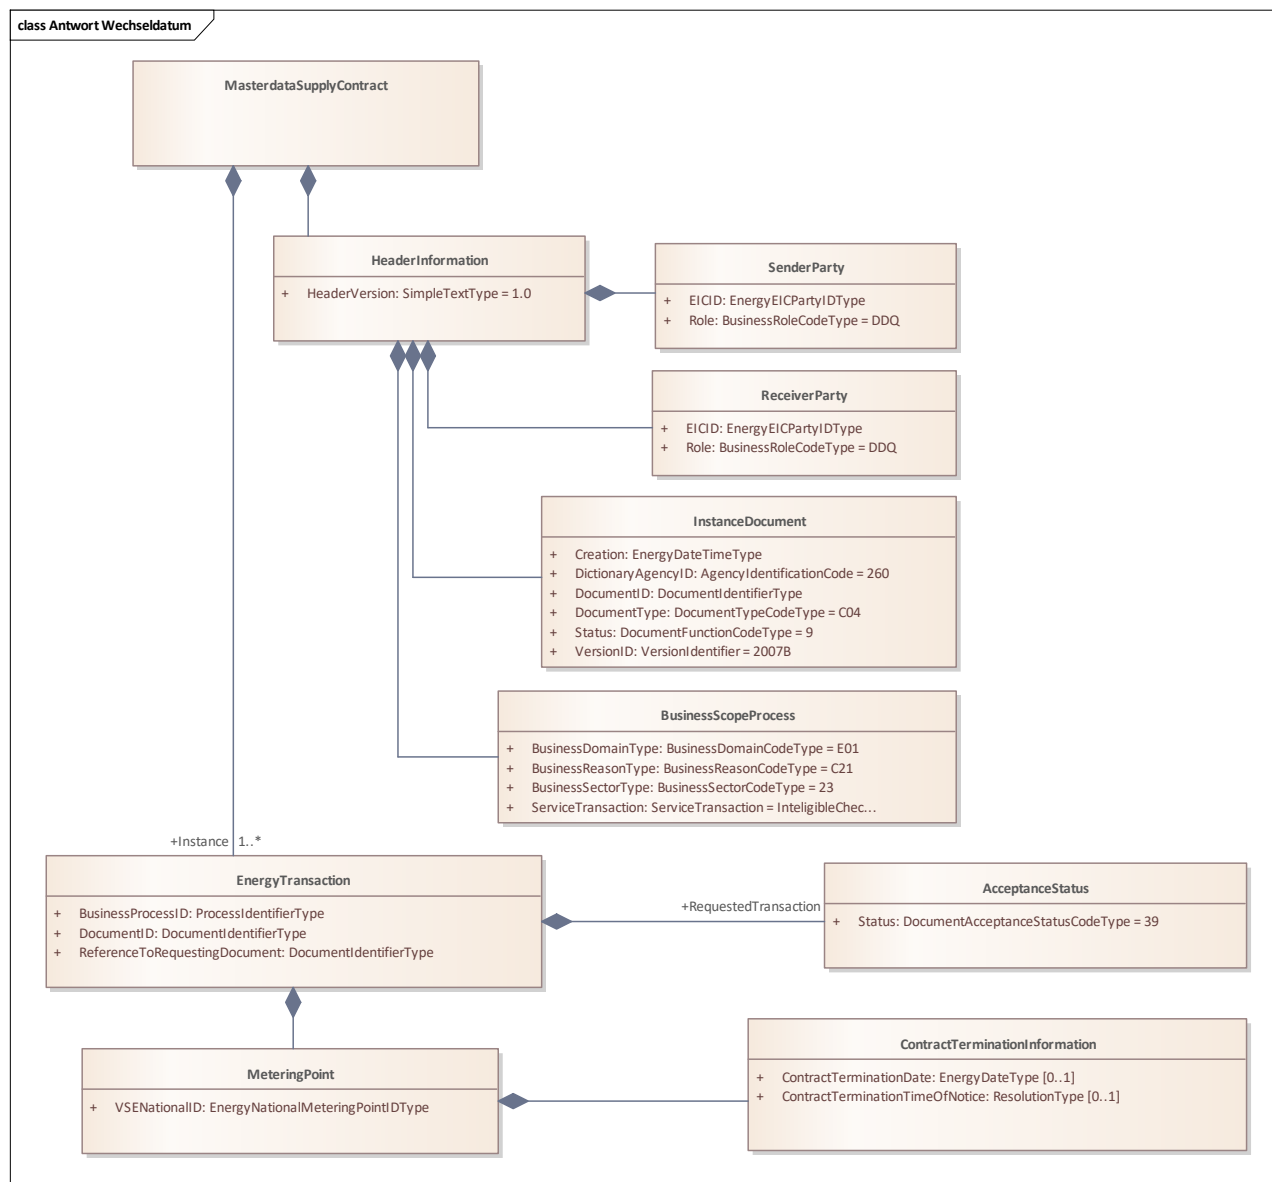 class Antwort Wechseldatum
MasterdataSupplyContract
HeaderInformation
+ HeaderVersion: SimpleTextType = 1.0
SenderParty
+ EICID: EnergyEICPartyIDType
+ Role: BusinessRoleCodeType = DDQ
ReceiverParty
+ EICID: EnergyEICPartyIDType
+ Role: BusinessRoleCodeType = DDQ
InstanceDocument
+ Creation: EnergyDateTimeType
+ DictionaryAgencyID: AgencyIdentificationCode = 260
+ DocumentID: DocumentIdentifierType
+ DocumentType: DocumentTypeCodeType = C04
+ Status: DocumentFunctionCodeType = 9
+ VersionID: VersionIdentifier = 2007B
BusinessScopeProcess
+ BusinessDomainType: BusinessDomainCodeType = E01
+ BusinessReasonType: BusinessReasonCodeType = C21
+ BusinessSectorType: BusinessSectorCodeType = 23
+ ServiceTransaction: ServiceTransaction = InteligibleChec...
+Instance 1..*
EnergyTransaction
+ BusinessProcessID: ProcessIdentifierType
+ DocumentID: DocumentIdentifierType
+ ReferenceToRequestingDocument: DocumentIdentifierType
+RequestedTransaction
AcceptanceStatus
+ Status: DocumentAcceptanceStatusCodeType = 39
MeteringPoint
+ VSENationalID: EnergyNationalMeteringPointIDType
ContractTerminationInformation
+ ContractTerminationDate: EnergyDateType [0..1]
+ ContractTerminationTimeOfNotice: ResolutionType [0..1]